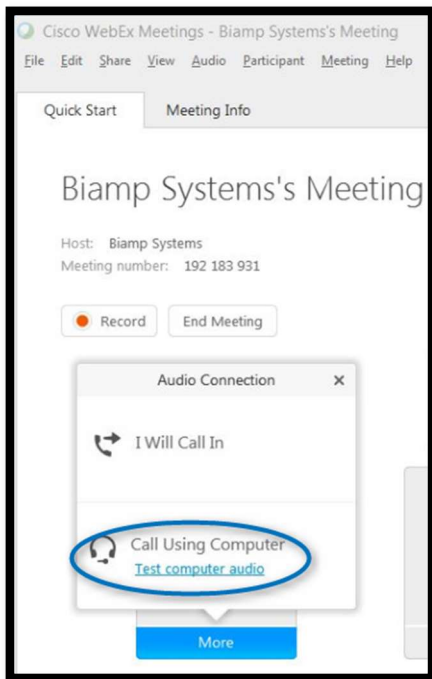 Cisco WebEx Meetings - Biamp Systems's Meeting
File Edit Share View Audio Participant Meeting Help
Quick Start Meeting Info
Biamp Systems's Meeting
Host: Biamp Systems
Meeting number: 192 183 931
Record End Meeting
Audio Connection ×
I Will Call In
Call Using Computer
Test computer audio
More